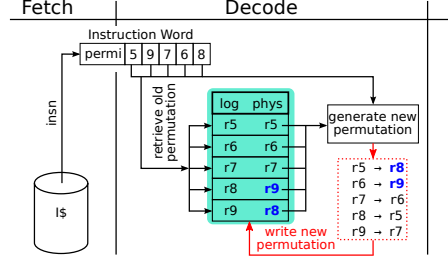 Fetch
Decode
Instruction Word
permi 5 9 7 6 8
insn
retrieve old
permutation
log phys
r5 r5
r6 r6
r7 r7
r8 r9
r9 r8
generate new
permutation
r5 → r8
r6 → r9
r7 → r6
r8 → r5
r9 → r7
write new
permutation
I$